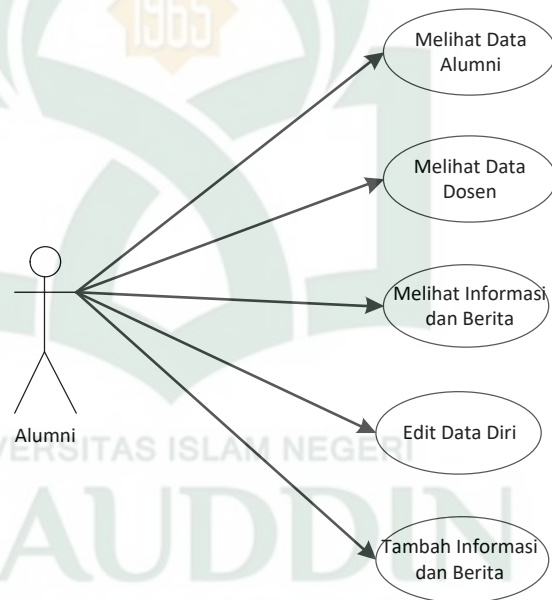 1965
Melihat Data
Alumni
Melihat Data
Dosen
Melihat Informasi
dan Berita
Alumni
Edit Data Diri
VERSITAS ISLAM NEGERI
AUDDIN
Tambah Informasi
dan Berita